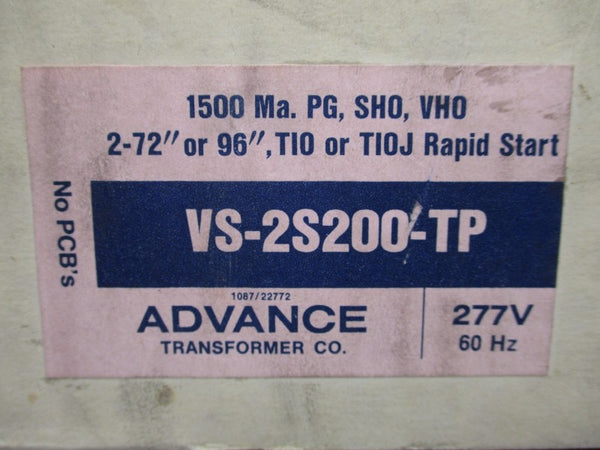 1500 Ma. PG, SHO, VHO
2-72" or 96", T10 or T10J Rapid Start
No PCB's
VS-2S200-TP
1087/22772
ADVANCE
TRANSFORMER CO.
277V
60 Hz